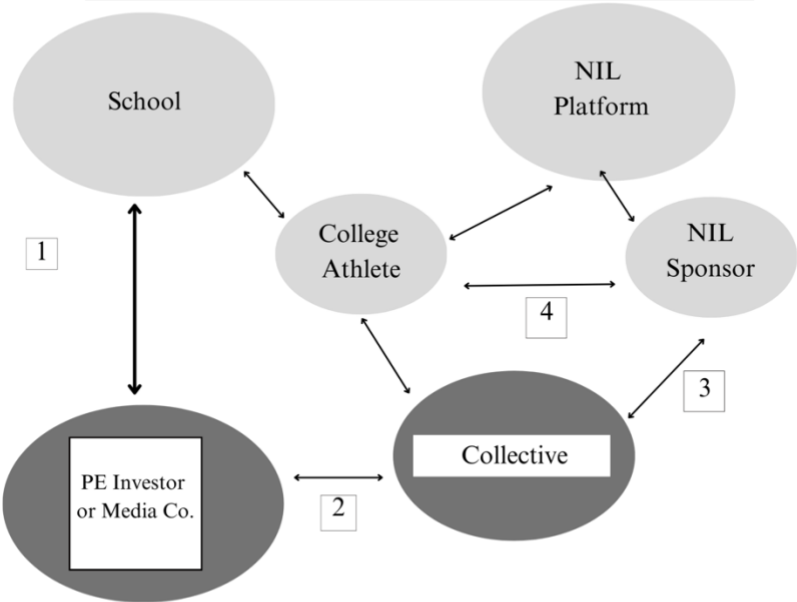 School
NIL
Platform
College
Athlete
NIL
Sponsor
1
4
3
Collective
PE Investor
or Media Co.
2